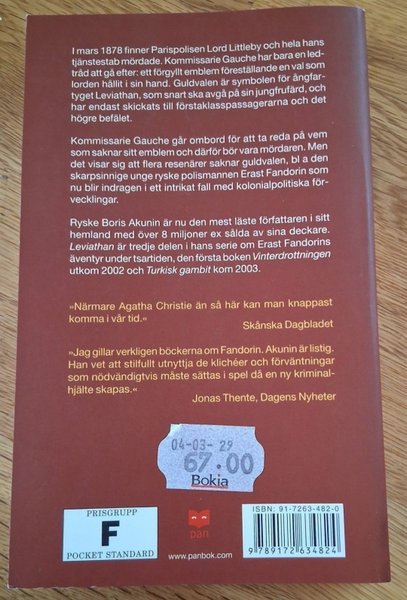 I mars 1878 finner Parispolisen Lord Littleby och hela hans
tjänstestab mördade. Kommissarie Gauche har bara en led-
tråd att gå efter: ett förgyllt emblem föreställande en val som
lorden hållit i sin hand. Guldvalen är symbolen för ångfar-
tyget Leviathan, som snart ska avgå på sin jungfrufärd, och
har endast skickats till förstaklasspassagerarna och det
högre befälet.
Kommissarie Gauche går ombord för att ta reda på vem
som saknar sitt emblem och därför bör vara mördaren. Men
det visar sig att flera resenärer saknar guldvalen, bl a den
skarpsinnige unge ryske polismannen Erast Fandorin som
nu blir indragen i ett intrikat fall med kolonialpolitiska för-
vecklingar.
Ryske Boris Akunin är nu den mest läste författaren i sitt
hemland med över 8 miljoner ex sålda av sina deckare.
Leviathan är tredje delen i hans serie om Erast Fandorins
äventyr under tsartiden, den första boken Vinterdrottningen
utkom 2002 och Turkisk gambit kom 2003.
»Närmare Agatha Christie än så här kan man knappast
komma i vår tid.«
Skånska Dagbladet
»Jag gillar verkligen böckerna om Fandorin. Akunin är listig.
Han vet att stilfullt utnyttja de klichéer och förväntningar
som nödvändigtvis måste sättas i spel då en ny kriminal-
hjälte skapas.«
Jonas Thente, Dagens Nyheter
04-03- 29
67.00
Bokia
PRISGRUPP
F
POCKET STANDARD
pan
www.panbok.com
ISBN: 91-7263-482-0
9 789172 634824